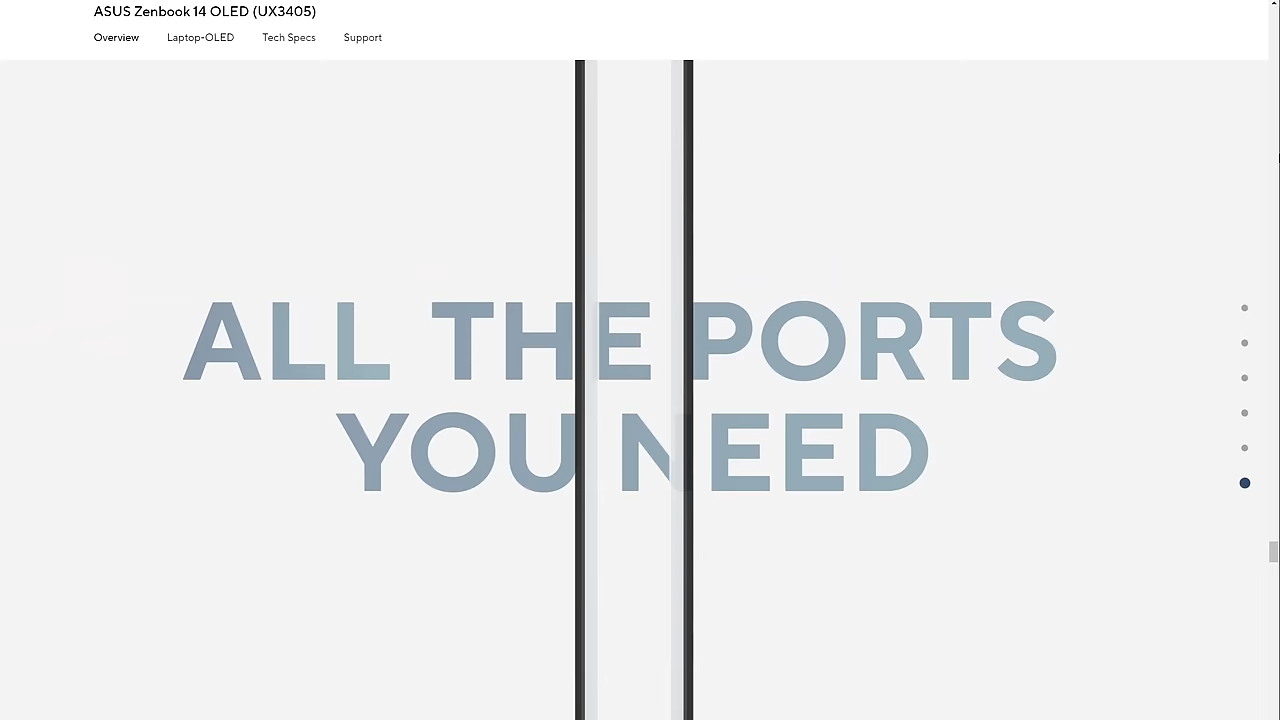 ASUS Zenbook 14 OLED (UX3405)
Overview Laptop-OLED Tech Specs Support
ALL THE PORTS
YOU NEED